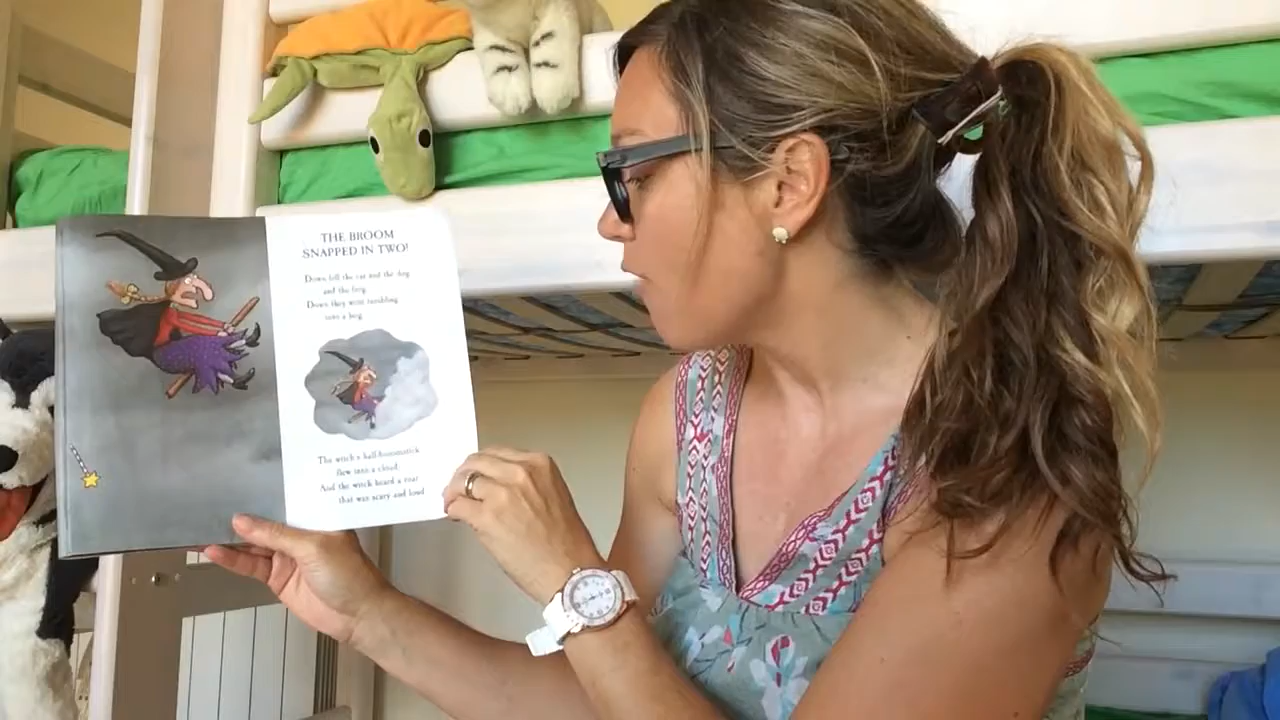 THE BROOM
SNAPPED IN TWO!
Down fell the cat and the dog
and the frog.
Down they went tumbling
into a bog.
The witch's half-broomstick
flew into a cloud,
And the witch heard a roar
that was scary and loud